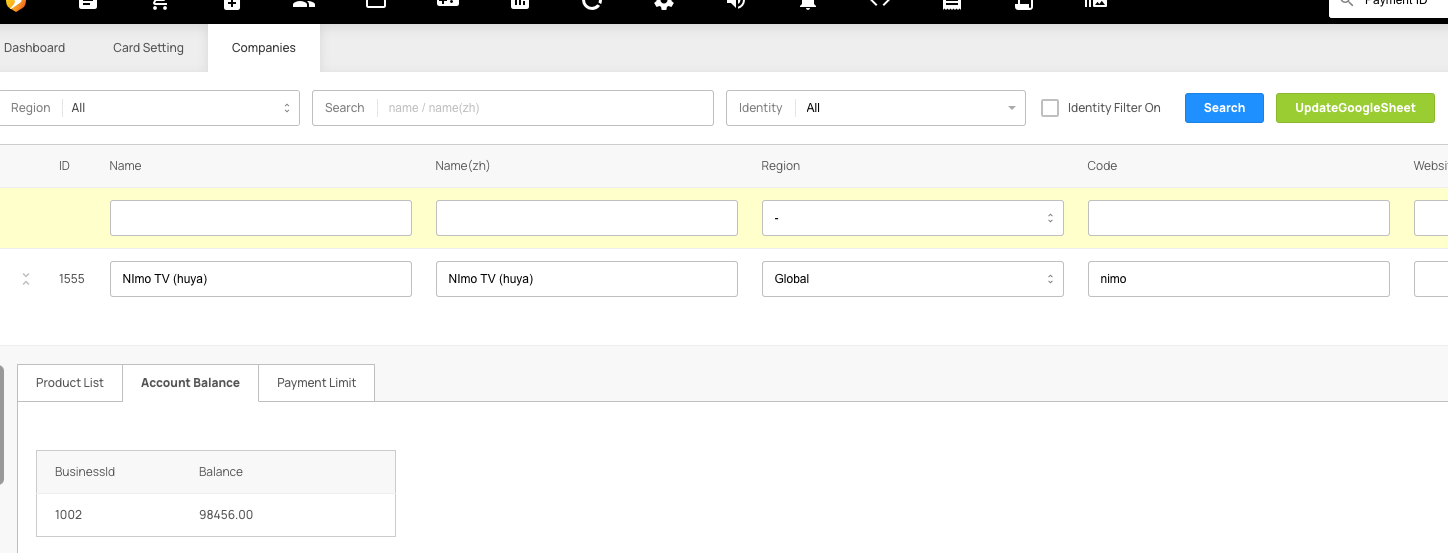 Payment ID
Dashboard Card Setting Companies
Region All Search name / name(zh) Identity All Identity Filter On Search UpdateGoogleSheet
ID Name Name(zh) Region Code
-
1555 NImo TV (huya) NImo TV (huya) Global nimo
Product List Account Balance Payment Limit
BusinessId Balance
1002 98456.00